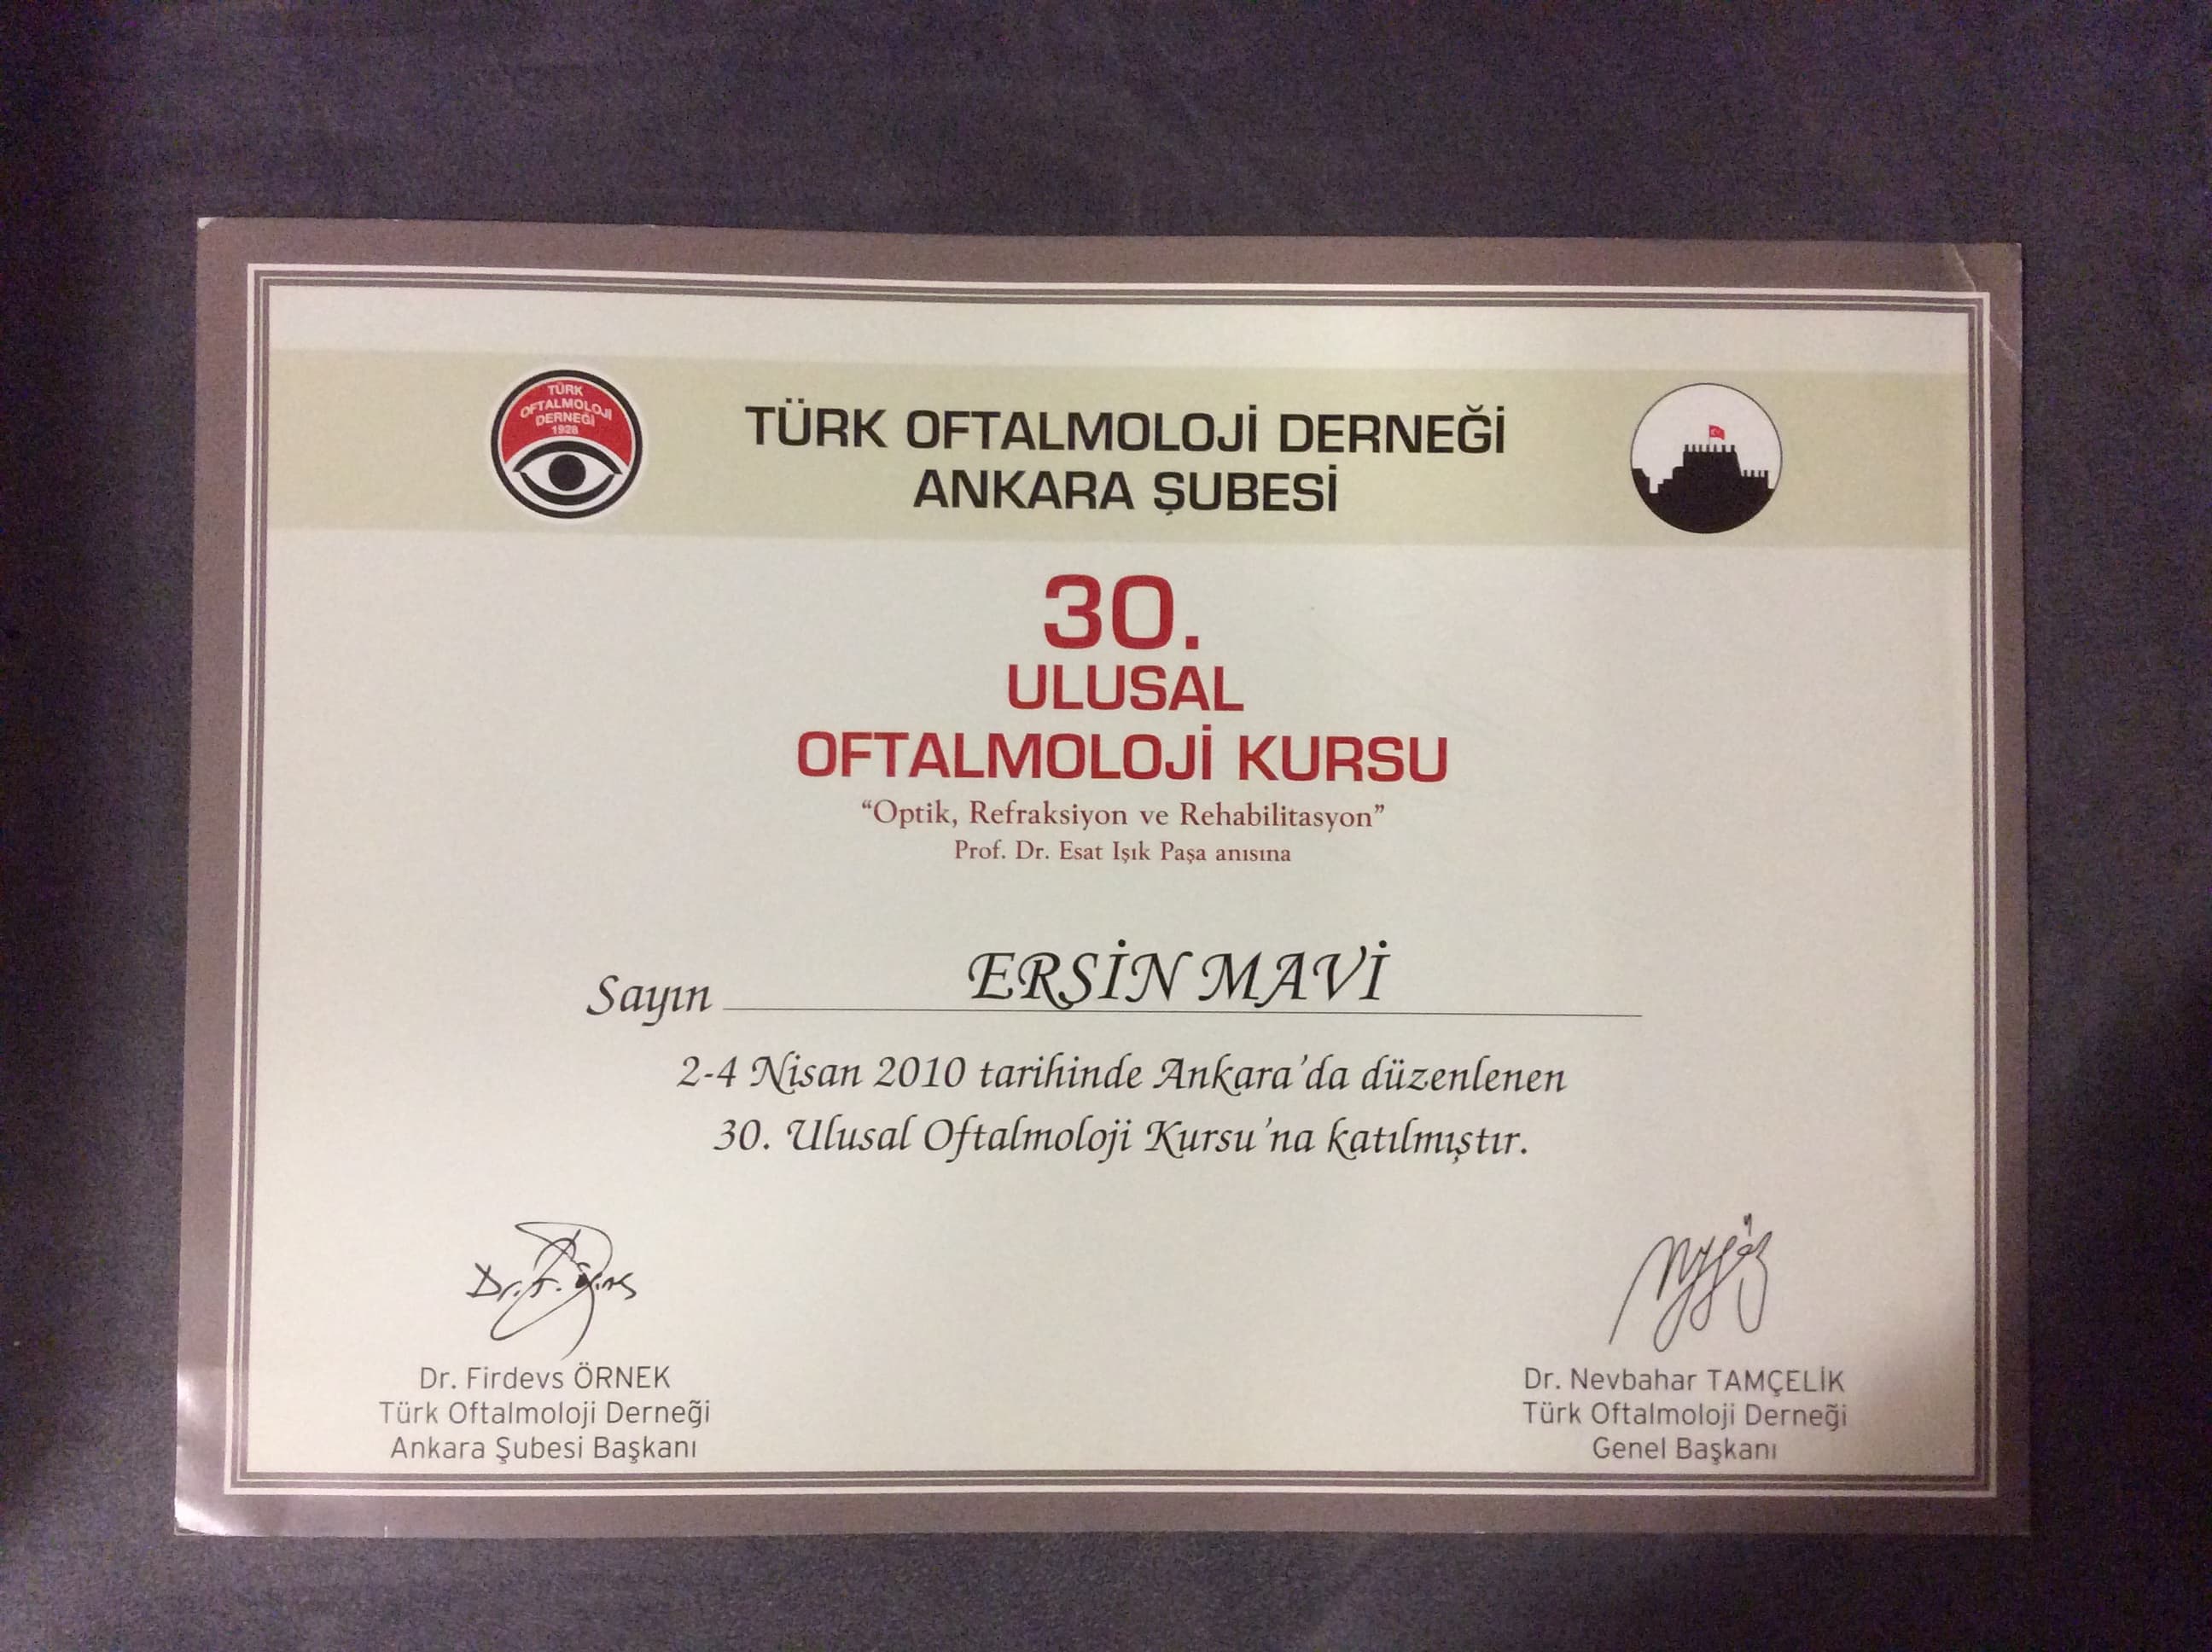 TÜRK
OFTALMOLOJİ
DERNEĞİ
1928
TÜRK OFTALMOLOJİ DERNEĞİ
ANKARA ŞUBESİ
30.
ULUSAL
OFTALMOLOJİ KURSU
“Optik, Refraksiyon ve Rehabilitasyon”
Prof. Dr. Esat Işık Paşa anısına
Sayın ERŞİN MAVİ
2-4 Nisan 2010 tarihinde Ankara'da düzenlenen
30. Ulusal Oftalmoloji Kursu'na katılmıştır.
Dr. Firdevs ÖRNEK
Türk Oftalmoloji Derneği
Ankara Şubesi Başkanı
Dr. Nevbahar TAMÇELİK
Türk Oftalmoloji Derneği
Genel Başkanı